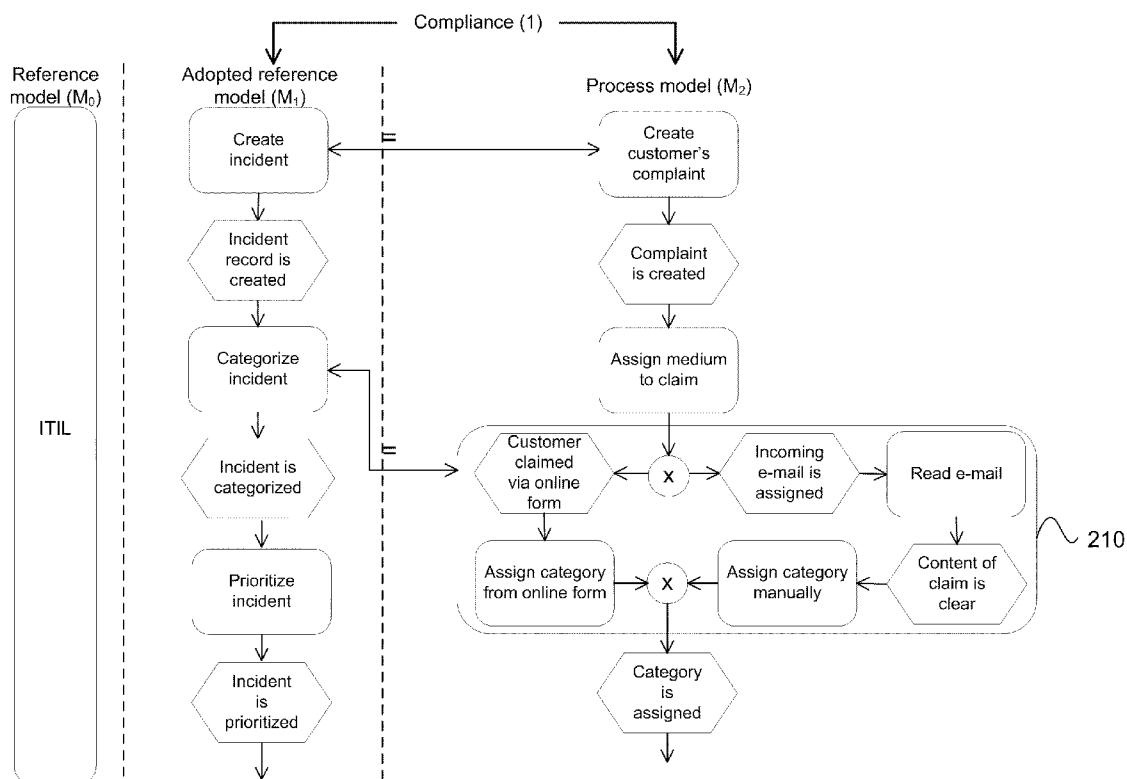 Compliance (1)
Reference
model (M0)
Adopted reference
model (M1)
Process model (M2)
ITIL
Create
incident
=
Create
customer's
complaint
Incident
record is
created
Complaint
is created
Categorize
incident
=
Assign medium
to claim
Incident is
categorized
Customer
claimed
via online
form
X
Incoming
e-mail is
assigned
Read e-mail
210
Prioritize
incident
Assign category
from online form
X
Assign category
manually
Content of
claim is
clear
Incident
is
prioritized
Category
is
assigned